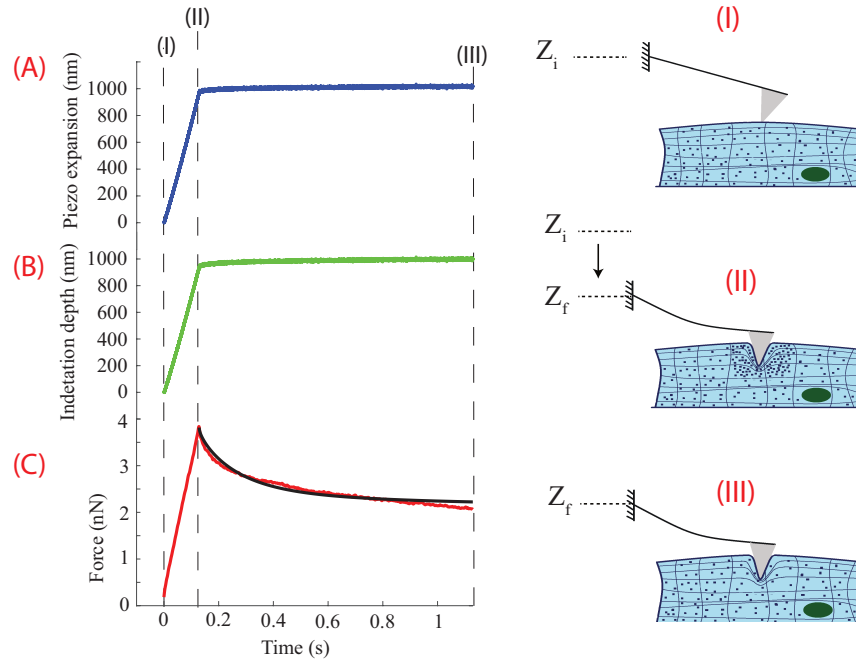 (I)
(II)
(III)
(A)
Piezo expansion (nm)
1000
800
600
400
200
0
(B)
Indetation depth (nm)
1000
800
600
400
200
0
(C)
Force (nN)
4
3
2
1
0
0
0.2
0.4
0.6
0.8
1
Time (s)
(I)
Zi
Zi
Zf
(II)
Zf
(III)